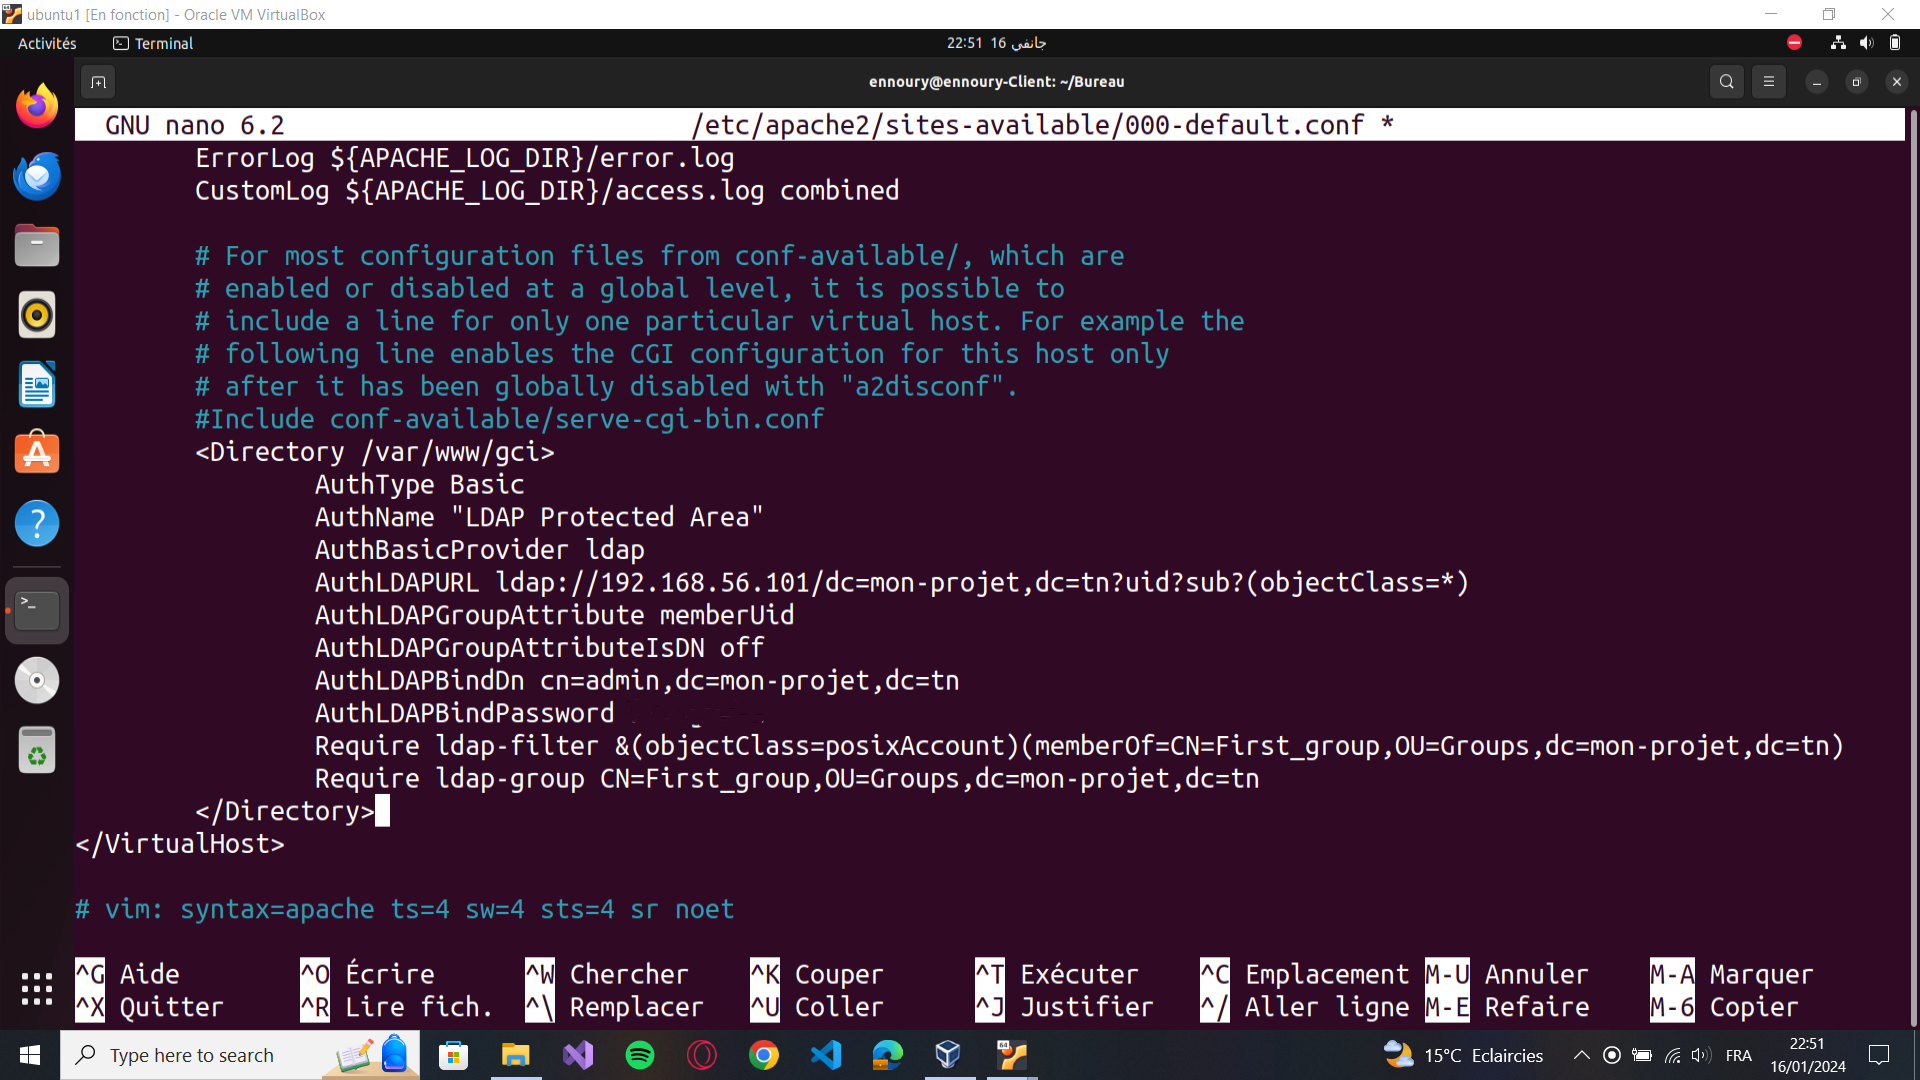 ubuntu1 [En fonction] - Oracle VM VirtualBox
Activités
Terminal
22:51 16 جانفي
ennoury@ennoury-Client: ~/Bureau
GNU nano 6.2
/etc/apache2/sites-available/000-default.conf *
ErrorLog ${APACHE_LOG_DIR}/error.log
CustomLog ${APACHE_LOG_DIR}/access.log combined
# For most configuration files from conf-available/, which are
# enabled or disabled at a global level, it is possible to
# include a line for only one particular virtual host. For example the
# following line enables the CGI configuration for this host only
# after it has been globally disabled with "a2disconf".
#Include conf-available/serve-cgi-bin.conf
<Directory /var/www/gci>
AuthType Basic
AuthName "LDAP Protected Area"
AuthBasicProvider ldap
AuthLDAPURL ldap://192.168.56.101/dc=mon-projet,dc=tn?uid?sub?(objectClass=*)
AuthLDAPGroupAttribute memberUid
AuthLDAPGroupAttributeIsDN off
AuthLDAPBindDn cn=admin,dc=mon-projet,dc=tn
AuthLDAPBindPassword
Require ldap-filter &(objectClass=posixAccount)(memberOf=CN=First_group,OU=Groups,dc=mon-projet,dc=tn)
Require ldap-group CN=First_group,OU=Groups,dc=mon-projet,dc=tn
</Directory>
</VirtualHost>
# vim: syntax=apache ts=4 sw=4 sts=4 sr noet
^G Aide ^O Écrire ^W Chercher ^K Couper ^T Exécuter ^C Emplacement M-U Annuler M-A Marquer
^X Quitter ^R Lire fich. ^\ Remplacer ^U Coller ^J Justifier ^/ Aller ligne M-E Refaire M-6 Copier
Type here to search
15°C Eclaircies
FRA
22:51
16/01/2024